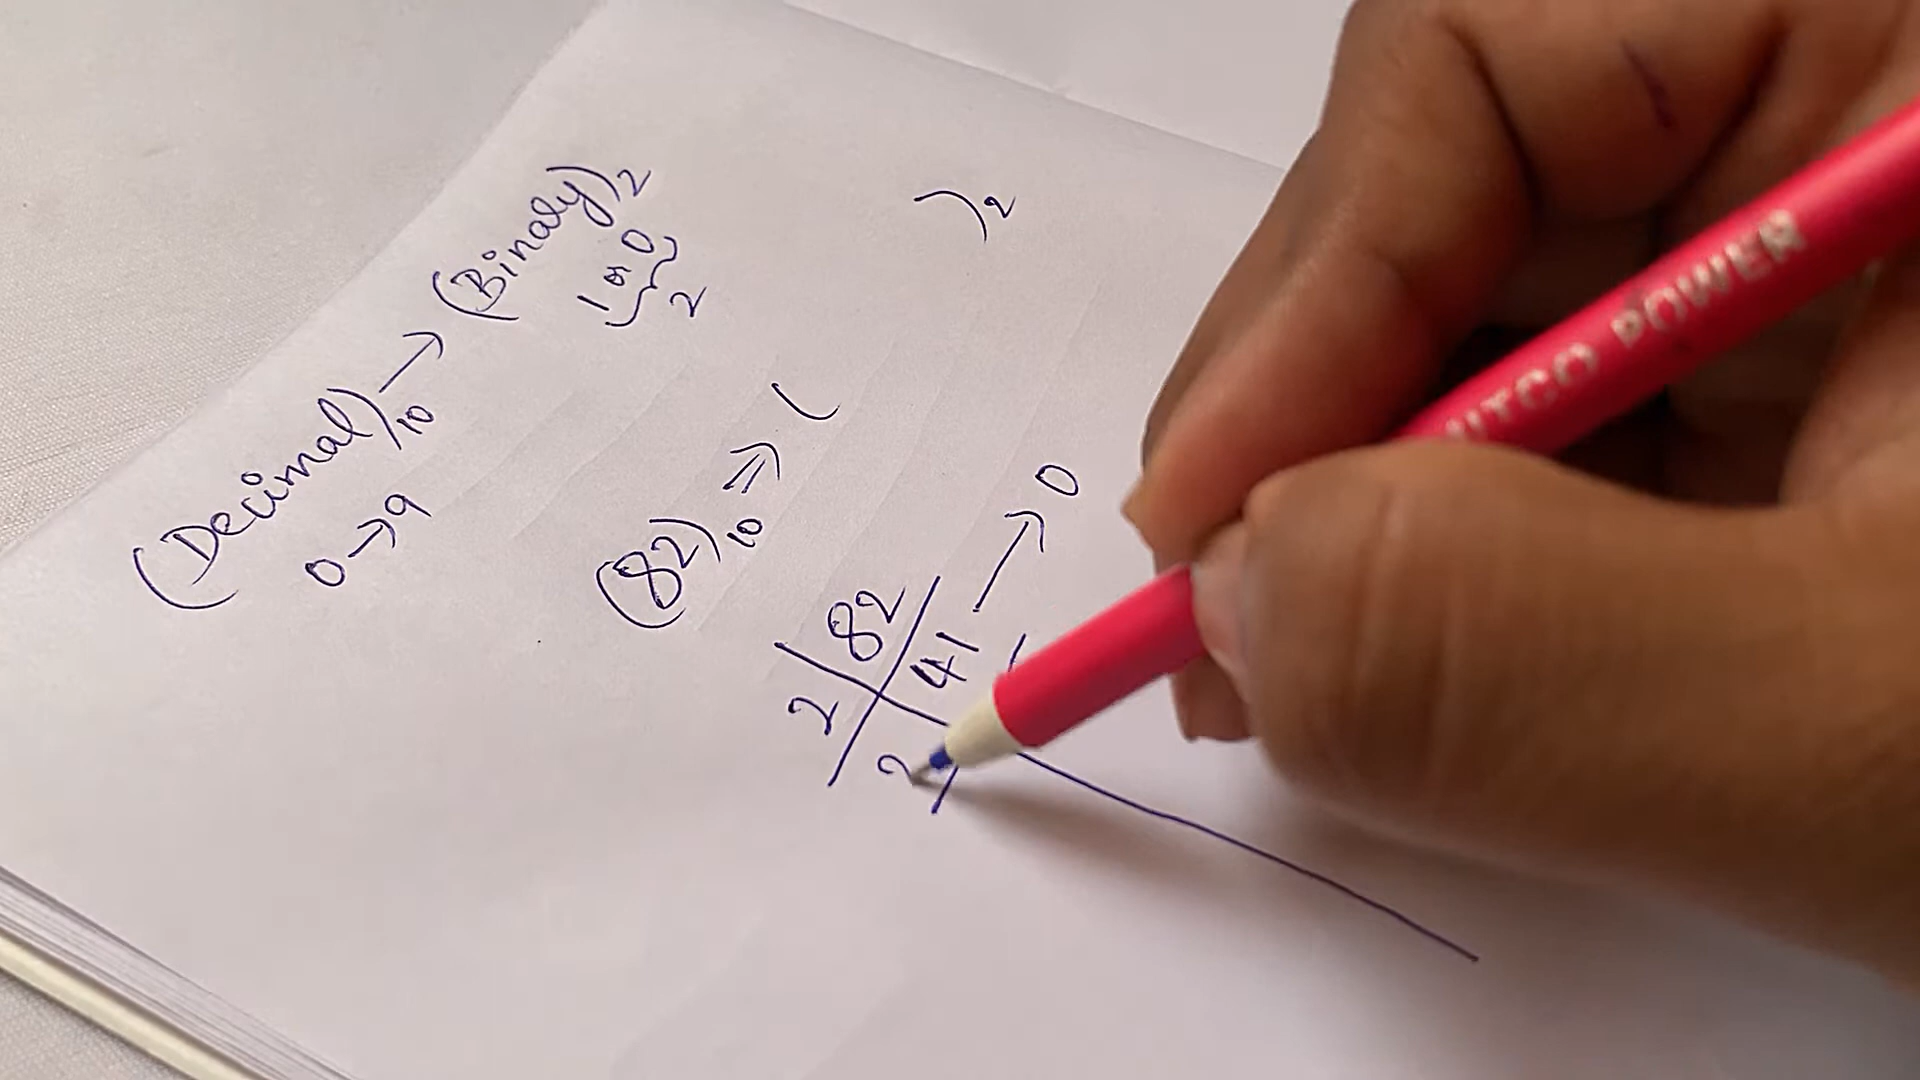 (Decimal)₁₀ → (Binary)₂
0 → 9
1 or 0
2
(82)₁₀ ⇒ (    )₂
2 | 82
2 | 41 → 0
POWER